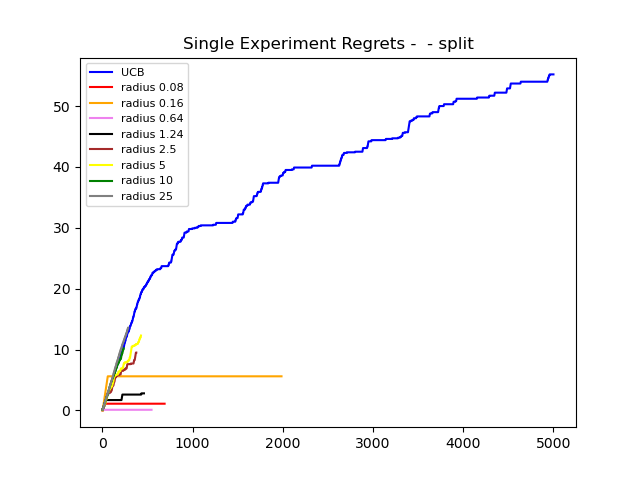 Single Experiment Regrets -  - split
UCB
radius 0.08
radius 0.16
radius 0.64
radius 1.24
radius 2.5
radius 5
radius 10
radius 25
50
40
30
20
10
0
0 1000 2000 3000 4000 5000